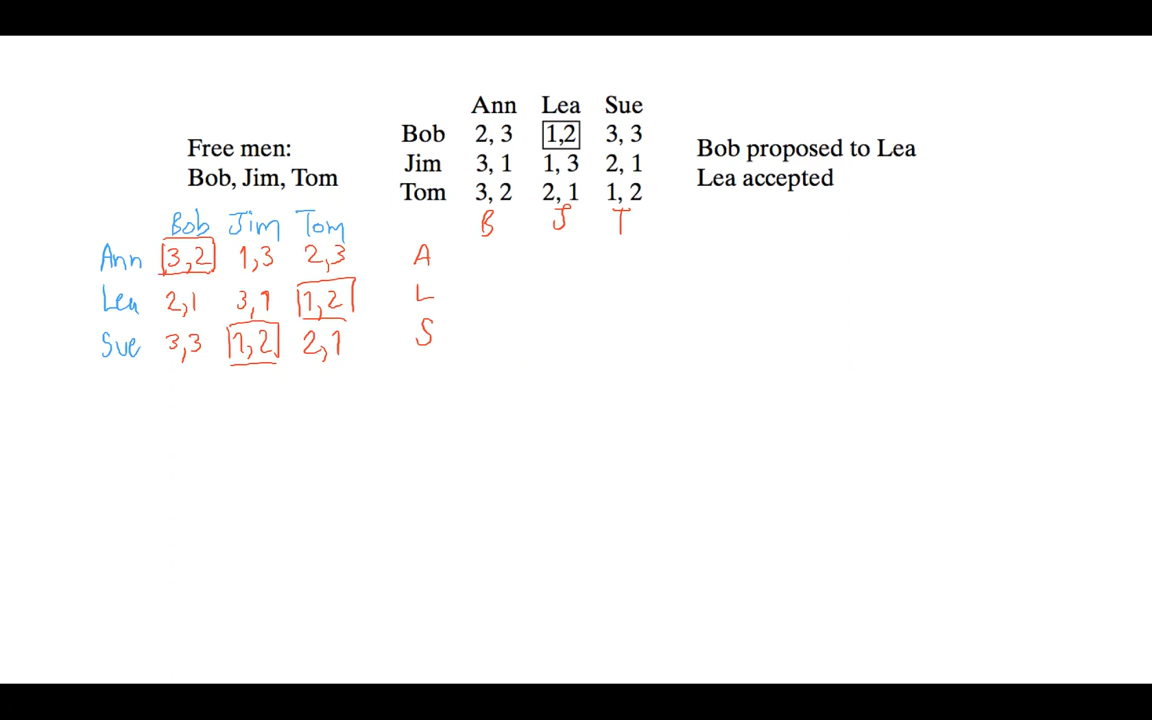 Ann Lea Sue
Free men:
Bob 2, 3 1,2 3, 3
Bob proposed to Lea
Bob, Jim, Tom
Jim 3, 1 1, 3 2, 1
Lea accepted
Tom 3, 2 2, 1 1, 2
Bob Jim Tom
B J T
Ann 3,2 1,3 2,3
A
Lea 2,1 3,1 1,2
L
Sue 3,3 1,2 2,1
S